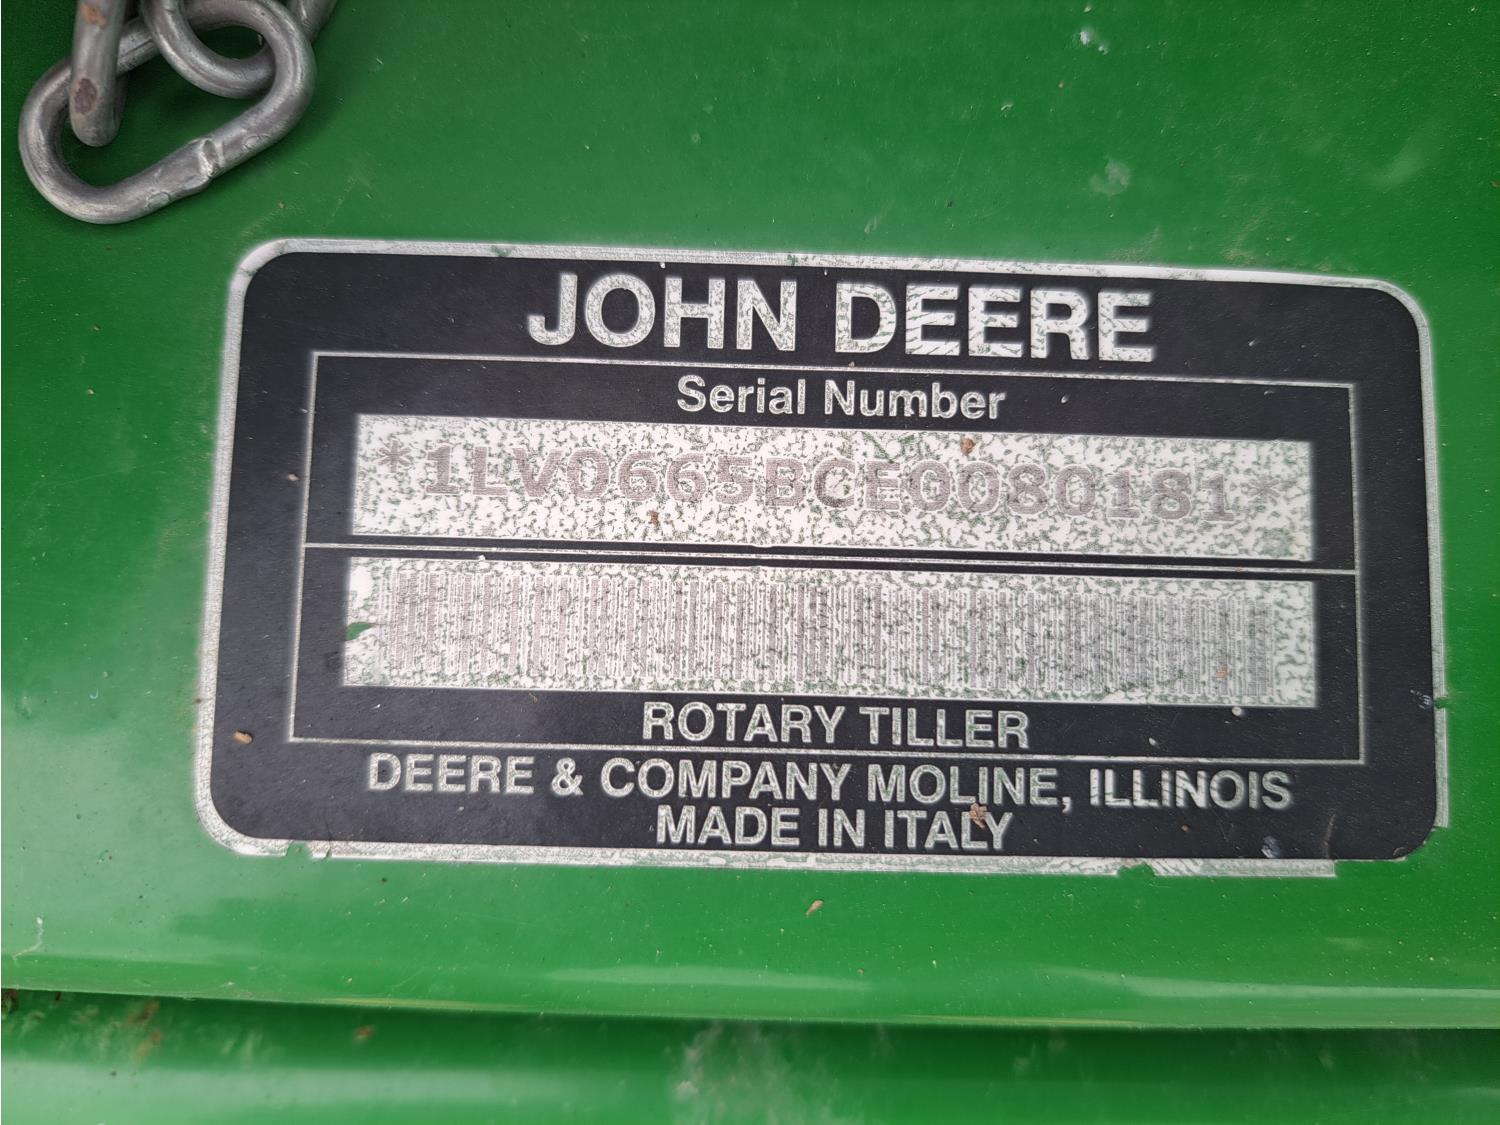 JOHN DEERE
Serial Number
*1LV0665BCE0080181*
ROTARY TILLER
DEERE & COMPANY MOLINE, ILLINOIS
MADE IN ITALY